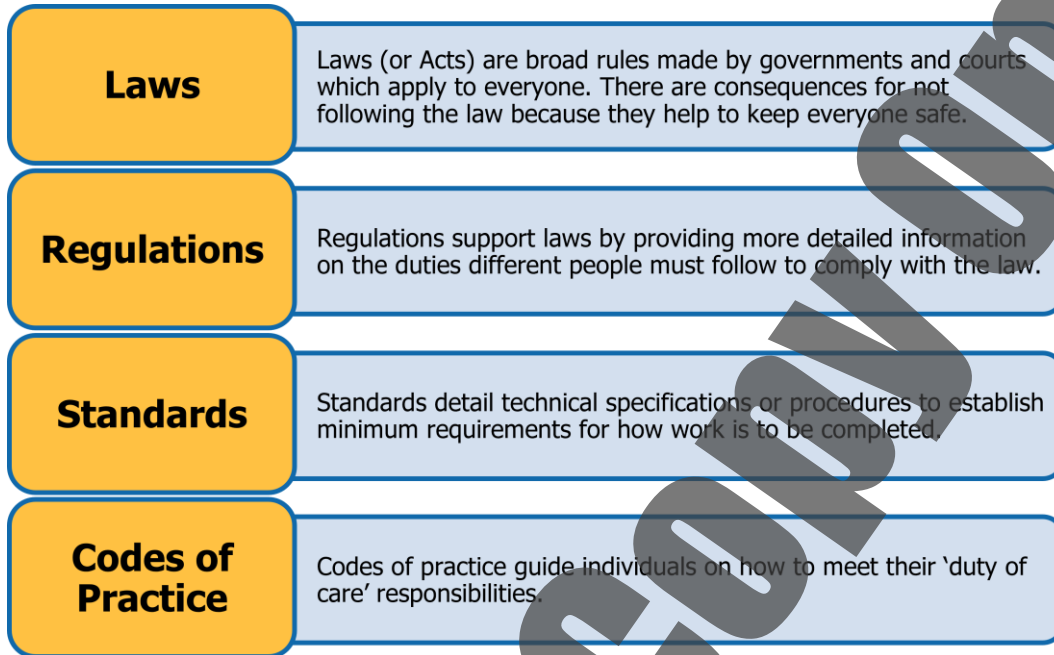 Laws
Laws (or Acts) are broad rules made by governments and courts
which apply to everyone. There are consequences for not
following the law because they help to keep everyone safe.
Regulations
Regulations support laws by providing more detailed information
on the duties different people must follow to comply with the law.
Standards
Standards detail technical specifications or procedures to establish
minimum requirements for how work is to be completed.
Codes of
Practice
Codes of practice guide individuals on how to meet their ‘duty of
care’ responsibilities.
Copy